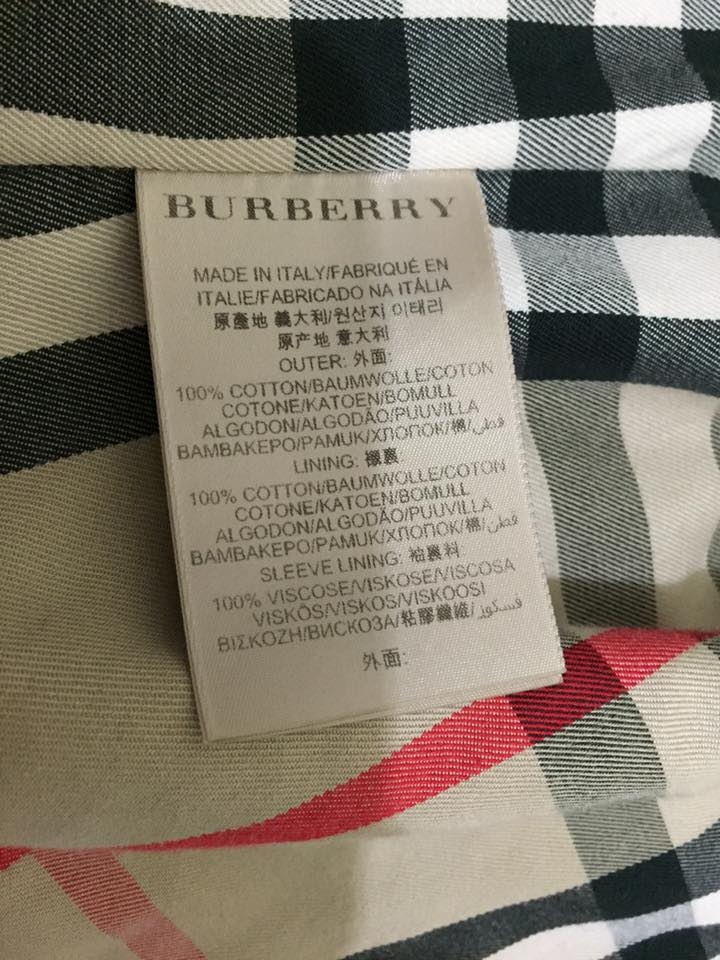 BURBERRY
MADE IN ITALY/FABRIQUÉ EN
ITALIE/FABRICADO NA ITÁLIA
原產地 義大利/원산지 이태리
原产地 意大利
OUTER: 外面:
100% COTTON/BAUMWOLLE/COTON
COTONE/KATOEN/BOMULL
ALGODON/ALGODÃO/PUUVILLA
BAMBAKEPO/PAMUK/ХЛОПОК/棉/قطن
LINING: 襯裏
100% COTTON/BAUMWOLLE/COTON
COTONE/KATOEN/BOMULL
ALGODON/ALGODÃO/PUUVILLA
BAMBAKEPO/PAMUK/ХЛОПОК/棉/قطن
SLEEVE LINING: 袖裏料:
100% VISCOSE/VISKOSE/VISCOSA
VISKÓS/VISKOS/VISKOOSI
ΒΙΣΚΟΖΗ/ВИСКОЗА/粘膠纖維/فسكوز
外面: